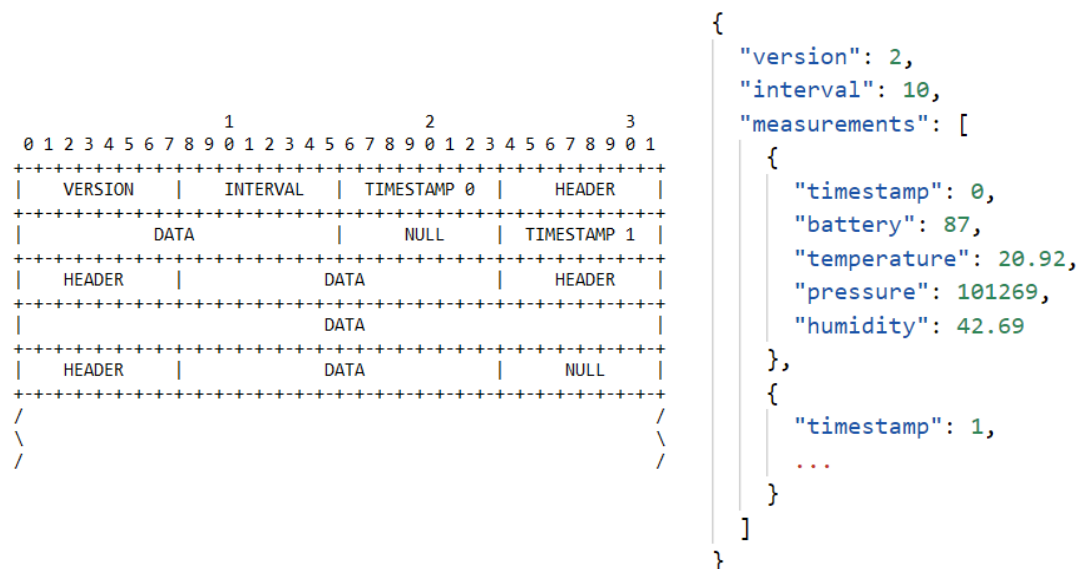 1                   2                   3
0 1 2 3 4 5 6 7 8 9 0 1 2 3 4 5 6 7 8 9 0 1 2 3 4 5 6 7 8 9 0 1
+-+-+-+-+-+-+-+-+-+-+-+-+-+-+-+-+-+-+-+-+-+-+-+-+-+-+-+-+-+-+-+-+
|    VERSION    |    INTERVAL   |  TIMESTAMP 0  |     HEADER    |
+-+-+-+-+-+-+-+-+-+-+-+-+-+-+-+-+-+-+-+-+-+-+-+-+-+-+-+-+-+-+-+-+
|             DATA              |      NULL     |  TIMESTAMP 1  |
+-+-+-+-+-+-+-+-+-+-+-+-+-+-+-+-+-+-+-+-+-+-+-+-+-+-+-+-+-+-+-+-+
|    HEADER     |              DATA             |     HEADER    |
+-+-+-+-+-+-+-+-+-+-+-+-+-+-+-+-+-+-+-+-+-+-+-+-+-+-+-+-+-+-+-+-+
|                              DATA                             |
+-+-+-+-+-+-+-+-+-+-+-+-+-+-+-+-+-+-+-+-+-+-+-+-+-+-+-+-+-+-+-+-+
|    HEADER     |              DATA             |      NULL     |
+-+-+-+-+-+-+-+-+-+-+-+-+-+-+-+-+-+-+-+-+-+-+-+-+-+-+-+-+-+-+-+-+
/                                                               /
\                                                               \
/                                                               /
{
  "version": 2,
  "interval": 10,
  "measurements": [
    {
      "timestamp": 0,
      "battery": 87,
      "temperature": 20.92,
      "pressure": 101269,
      "humidity": 42.69
    },
    {
      "timestamp": 1,
      ...
    }
  ]
}